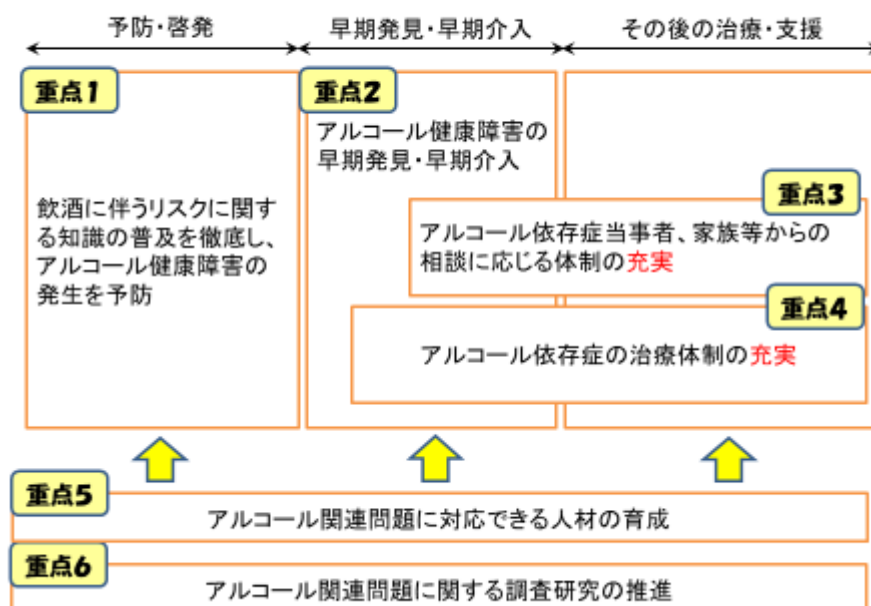 予防・啓発
早期発見・早期介入
その後の治療・支援
重点1
飲酒に伴うリスクに関す
る知識の普及を徹底し、
アルコール健康障害の
発生を予防
重点2
アルコール健康障害の
早期発見・早期介入
重点3
アルコール依存症当事者、家族等からの
相談に応じる体制の充実
重点4
アルコール依存症の治療体制の充実
重点5
アルコール関連問題に対応できる人材の育成
重点6
アルコール関連問題に関する調査研究の推進